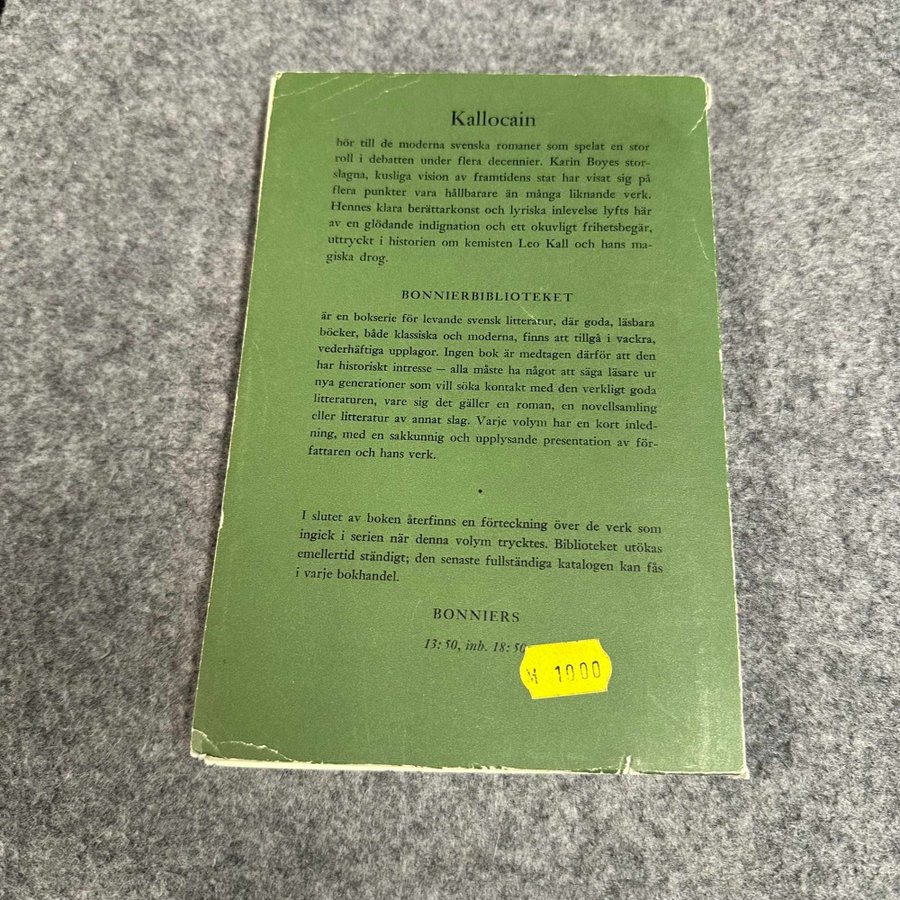 Kallocain
hör till de moderna svenska romaner som spelat en stor
roll i debatten under flera decennier. Karin Boyes stor-
slagna, kusliga vision av framtidens stat har visat sig på
flera punkter vara hållbarare än många liknande verk.
Hennes klara berättarkonst och lyriska inlevelse lyfts här
av en glödande indignation och ett okuvligt frihetsbegär,
uttryckt i historien om kemisten Leo Kall och hans ma-
giska drog.
BONNIERBIBLIOTEKET
är en bokserie för levande svensk litteratur, där goda, läsbara
böcker, både klassiska och moderna, finns att tillgå i vackra,
vederhäftiga upplagor. Ingen bok är medtagen därför att den
har historiskt intresse — alla måste ha något att säga läsare ur
nya generationer som vill söka kontakt med den verkligt goda
litteraturen, vare sig det gäller en roman, en novellsamling
eller litteratur av annat slag. Varje volym har en kort inled-
ning, med en sakkunnig och upplysande presentation av för-
fattaren och hans verk.
I slutet av boken återfinns en förteckning över de verk som
ingick i serien när denna volym trycktes. Biblioteket utökas
emellertid ständigt; den senaste fullständiga katalogen kan fås
i varje bokhandel.
BONNIERS
13:50, inb. 18:50
1000